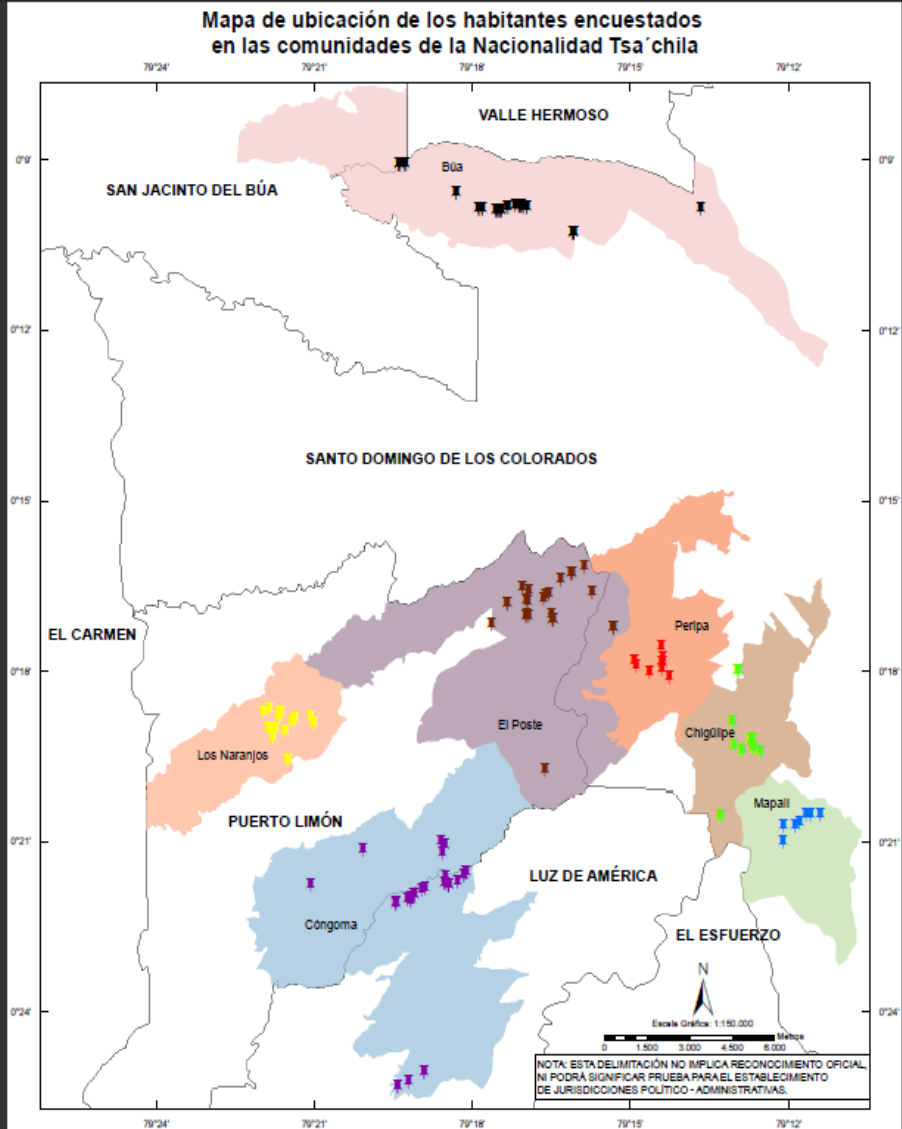 Mapa de ubicación de los habitantes encuestados
en las comunidades de la Nacionalidad Tsa´chila
79°24' 79°21' 79°18' 79°15' 79°12'
VALLE HERMOSO
0°9' Búa 0°9'
SAN JACINTO DEL BÚA
0°12' 0°12'
SANTO DOMINGO DE LOS COLORADOS
0°15' 0°15'
EL CARMEN Peripa
0°18' 0°18'
El Poste Chigüilpe
Los Naranjos
Mapali
PUERTO LIMÓN
0°21' 0°21'
LUZ DE AMÉRICA
Cóngoma EL ESFUERZO
N
0°24' 0°24'
Escala Gráfica: 1:150.000
Metros
0 1.500 3.000 4.500 6.000
NOTA: ESTA DELIMITACIÓN NO IMPLICA RECONOCIMIENTO OFICIAL,
NI PODRÁ SIGNIFICAR PRUEBA PARA EL ESTABLECIMIENTO
DE JURISDICCIONES POLÍTICO - ADMINISTRATIVAS.
79°24' 79°21' 79°18' 79°15' 79°12'